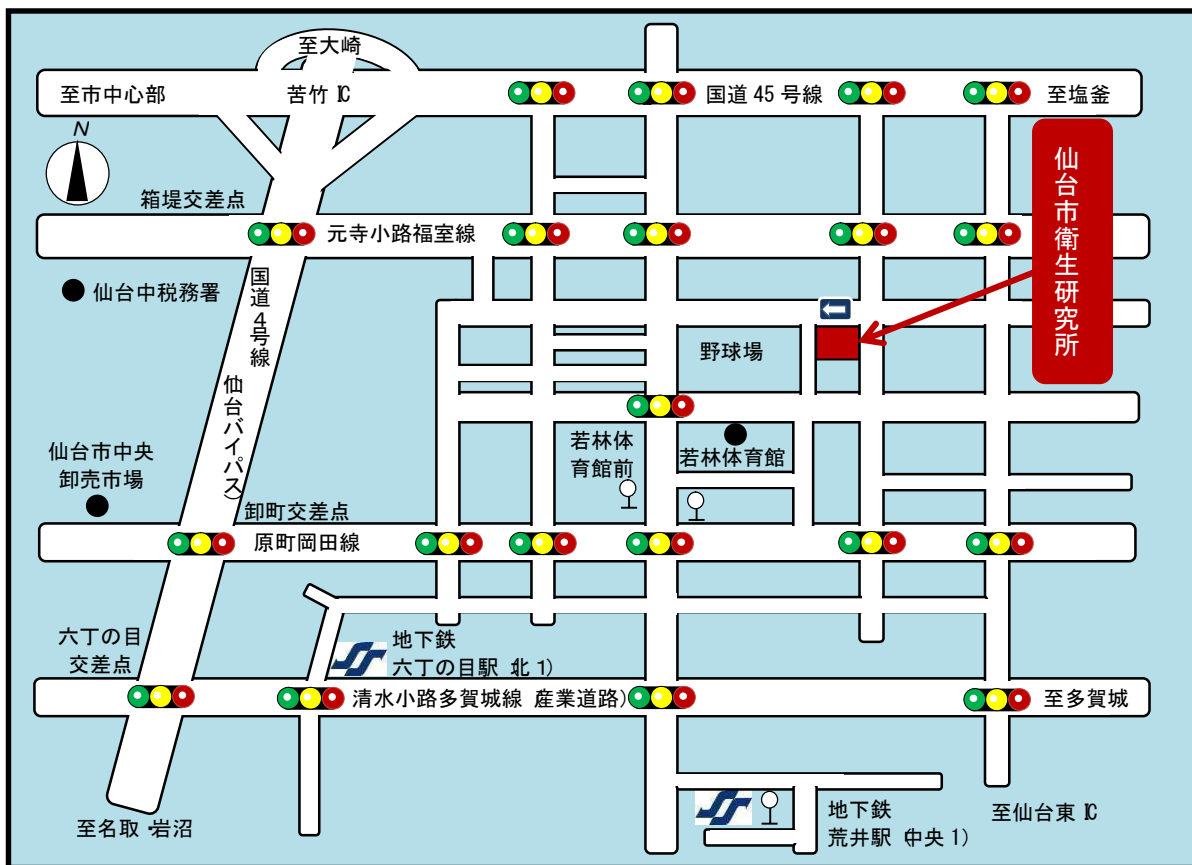 至大崎
至市中心部
苦竹 IC
国道 45 号線
至塩釜
N
仙台市衛生研究所
箱堤交差点
元寺小路福室線
仙台中税務署
国道4号線
(仙台バイパス)
野球場
仙台市中央
卸売市場
若林体
育館前
若林体育館
卸町交差点
原町岡田線
六丁の目
交差点
地下鉄
六丁の目駅(北 1)
清水小路多賀城線(産業道路)
至多賀城
至名取・岩沼
地下鉄
荒井駅(中央 1)
至仙台東 IC